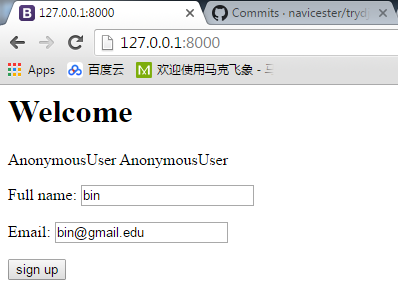 127.0.0.1:8000 Commits - navicester/tryd
127.0.0.1:8000
Apps 百度云 欢迎使用马克飞象 -
Welcome
AnonymousUser AnonymousUser
Full name: bin
Email: bin@gmail.edu
sign up